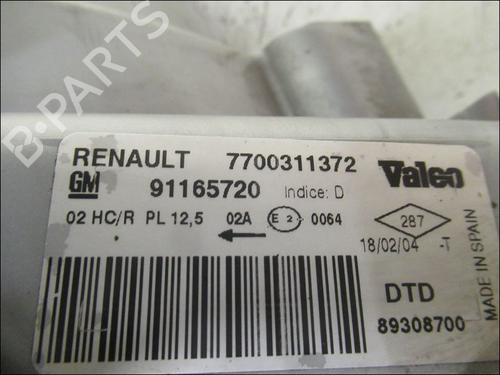 B-PARTS
RENAULT 7700311372 Valeo
GM 91165720 Indice: D
02 HC/R PL 12,5 02A E 2 0064 287
18/02/04 -T
DTD
89308700
MADE IN SPAIN